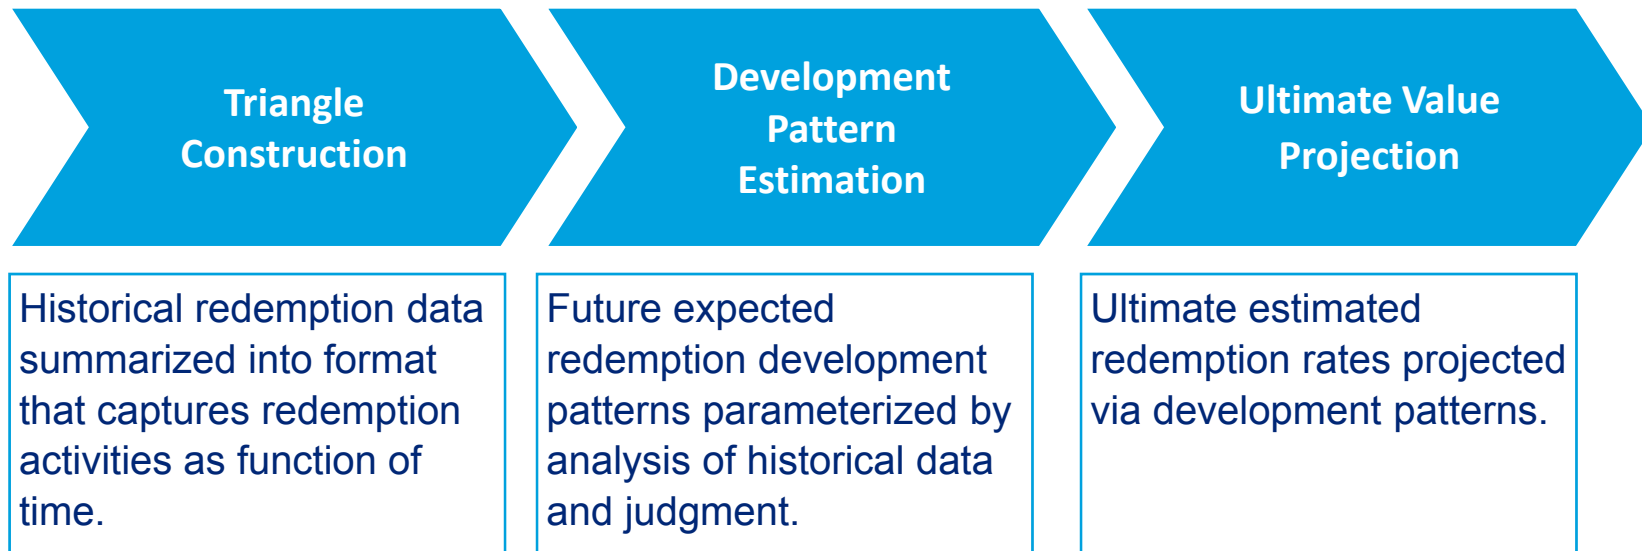 Triangle
Construction
Development
Pattern
Estimation
Ultimate Value
Projection
Historical redemption data
summarized into format
that captures redemption
activities as function of
time.
Future expected
redemption development
patterns parameterized by
analysis of historical data
and judgment.
Ultimate estimated
redemption rates projected
via development patterns.